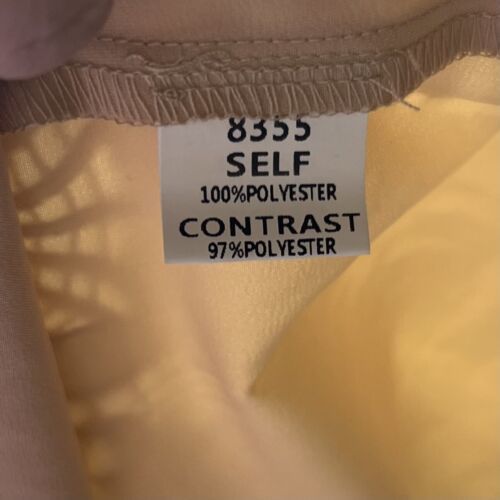 8355
SELF
100%POLYESTER
CONTRAST
97%POLYESTER